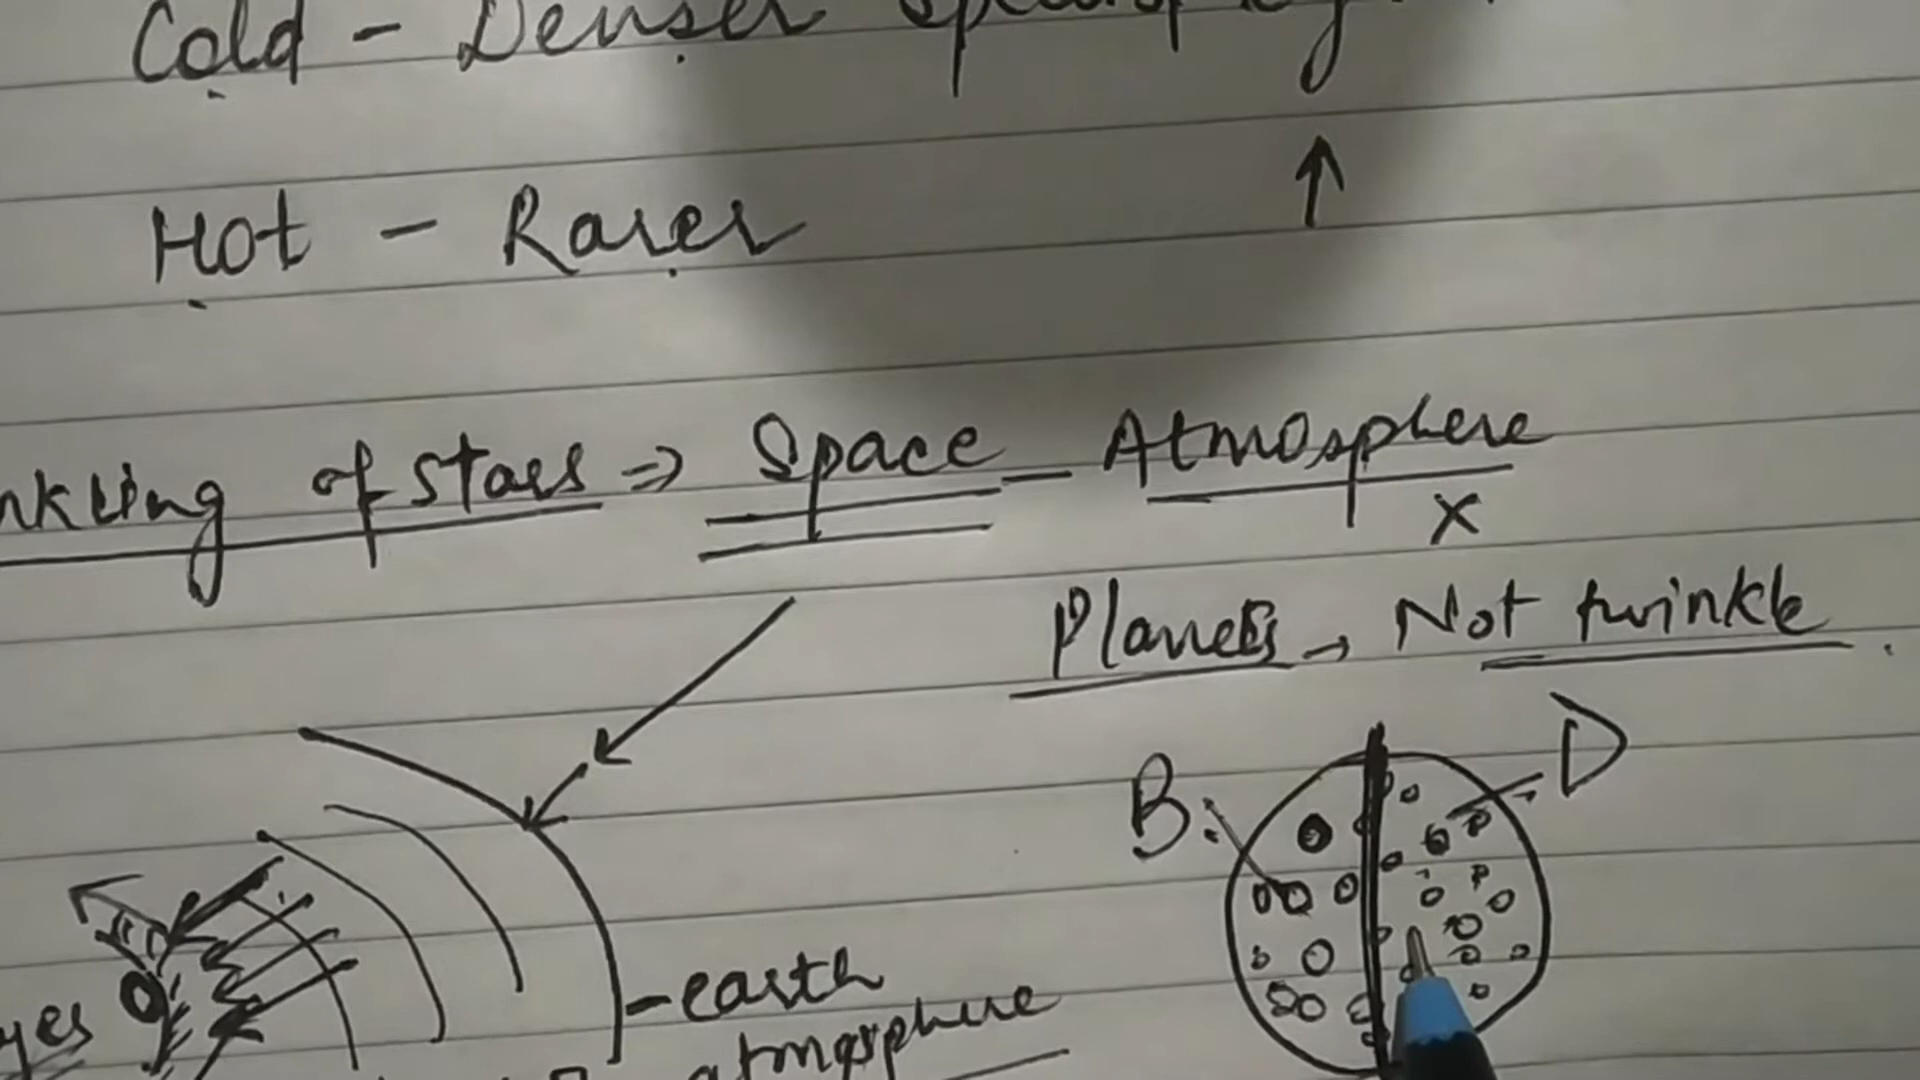 Cold - Denser
Hot - Rarer
nkling of stars => Space - Atmosphere
x
Planets → Not twinkle.
B
D
- earth
atmosphere
yes